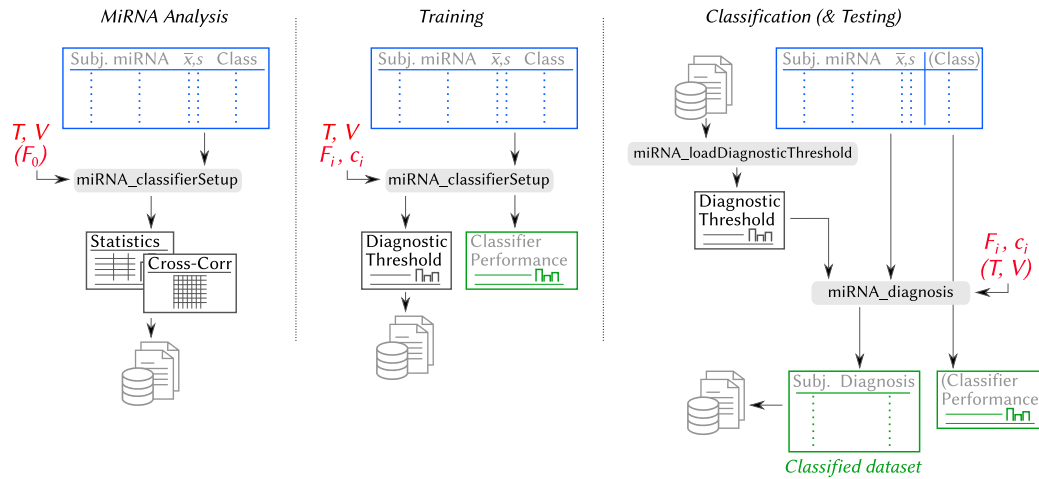 MiRNA Analysis
Subj. miRNA x̅,s Class
T, V
(F₀)
miRNA_classifierSetup
Statistics
Cross-Corr
Training
Subj. miRNA x̅,s Class
T, V
Fᵢ , cᵢ
miRNA_classifierSetup
Diagnostic
Threshold
Classifier
Performance
Classification (& Testing)
Subj. miRNA x̅,s (Class)
miRNA_loadDiagnosticThreshold
Diagnostic
Threshold
Fᵢ , cᵢ
(T, V)
miRNA_diagnosis
Subj. Diagnosis
Classified dataset
(Classifier
Performance